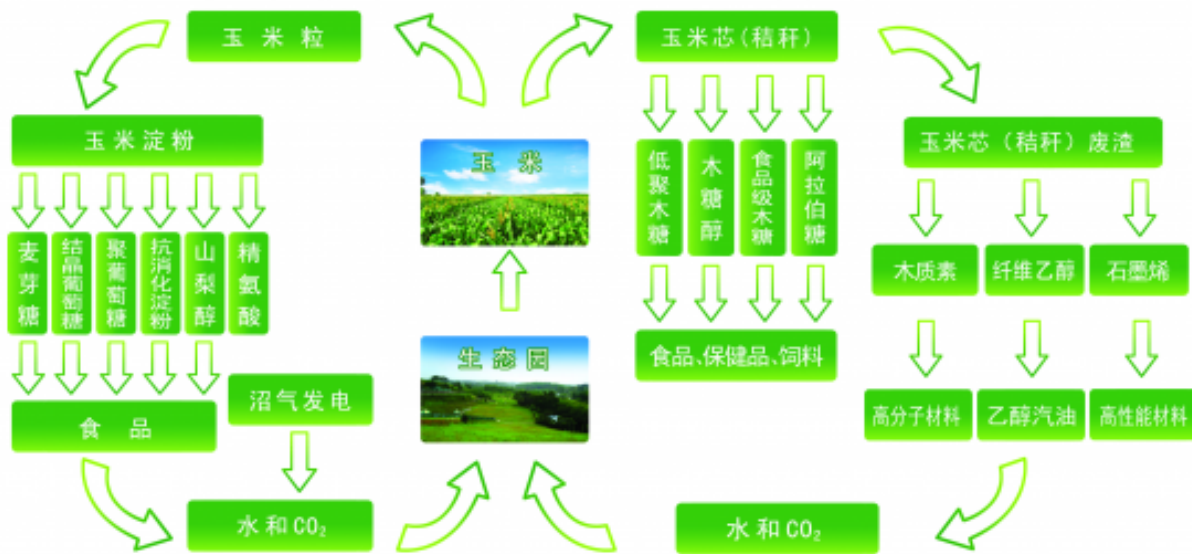 玉米粒
玉米芯(秸秆)
玉米淀粉
玉米
玉米芯(秸秆)废渣
低聚木糖
木糖醇
食品级木糖
阿拉伯糖
麦芽糖
结晶葡萄糖
聚葡萄糖
抗消化淀粉
山梨醇
精氨酸
木质素
纤维乙醇
石墨烯
生态园
食品、保健品、饲料
沼气发电
食品
高分子材料
乙醇汽油
高性能材料
水和CO₂
水和CO₂